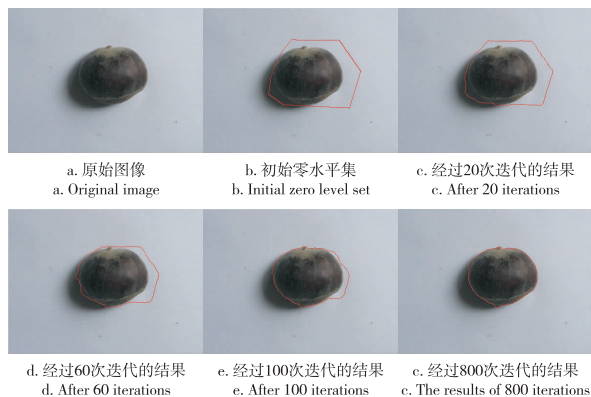 a. 原始图像
a. Original image
b. 初始零水平集
b. Initial zero level set
c. 经过20次迭代的结果
c. After 20 iterations
d. 经过60次迭代的结果
d. After 60 iterations
e. 经过100次迭代的结果
e. After 100 iterations
c. 经过800次迭代的结果
c. The results of 800 iterations